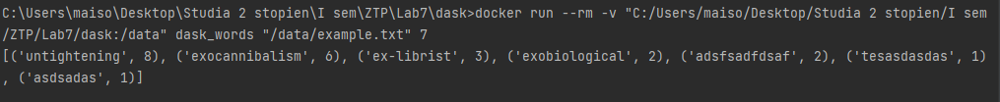 C:\Users\maiso\Desktop\Studia 2 stopien\I sem\ZTP\Lab7\dask>docker run --rm -v "C:/Users/maiso/Desktop/Studia 2 stopien/I sem
/ZTP/Lab7/dask:/data" dask_words "/data/example.txt" 7
[('untightening', 8), ('exocannibalism', 6), ('ex-librist', 3), ('exobiological', 2), ('adsfsadfdsaf', 2), ('tesasdasdas', 1)
, ('asdsadas', 1)]